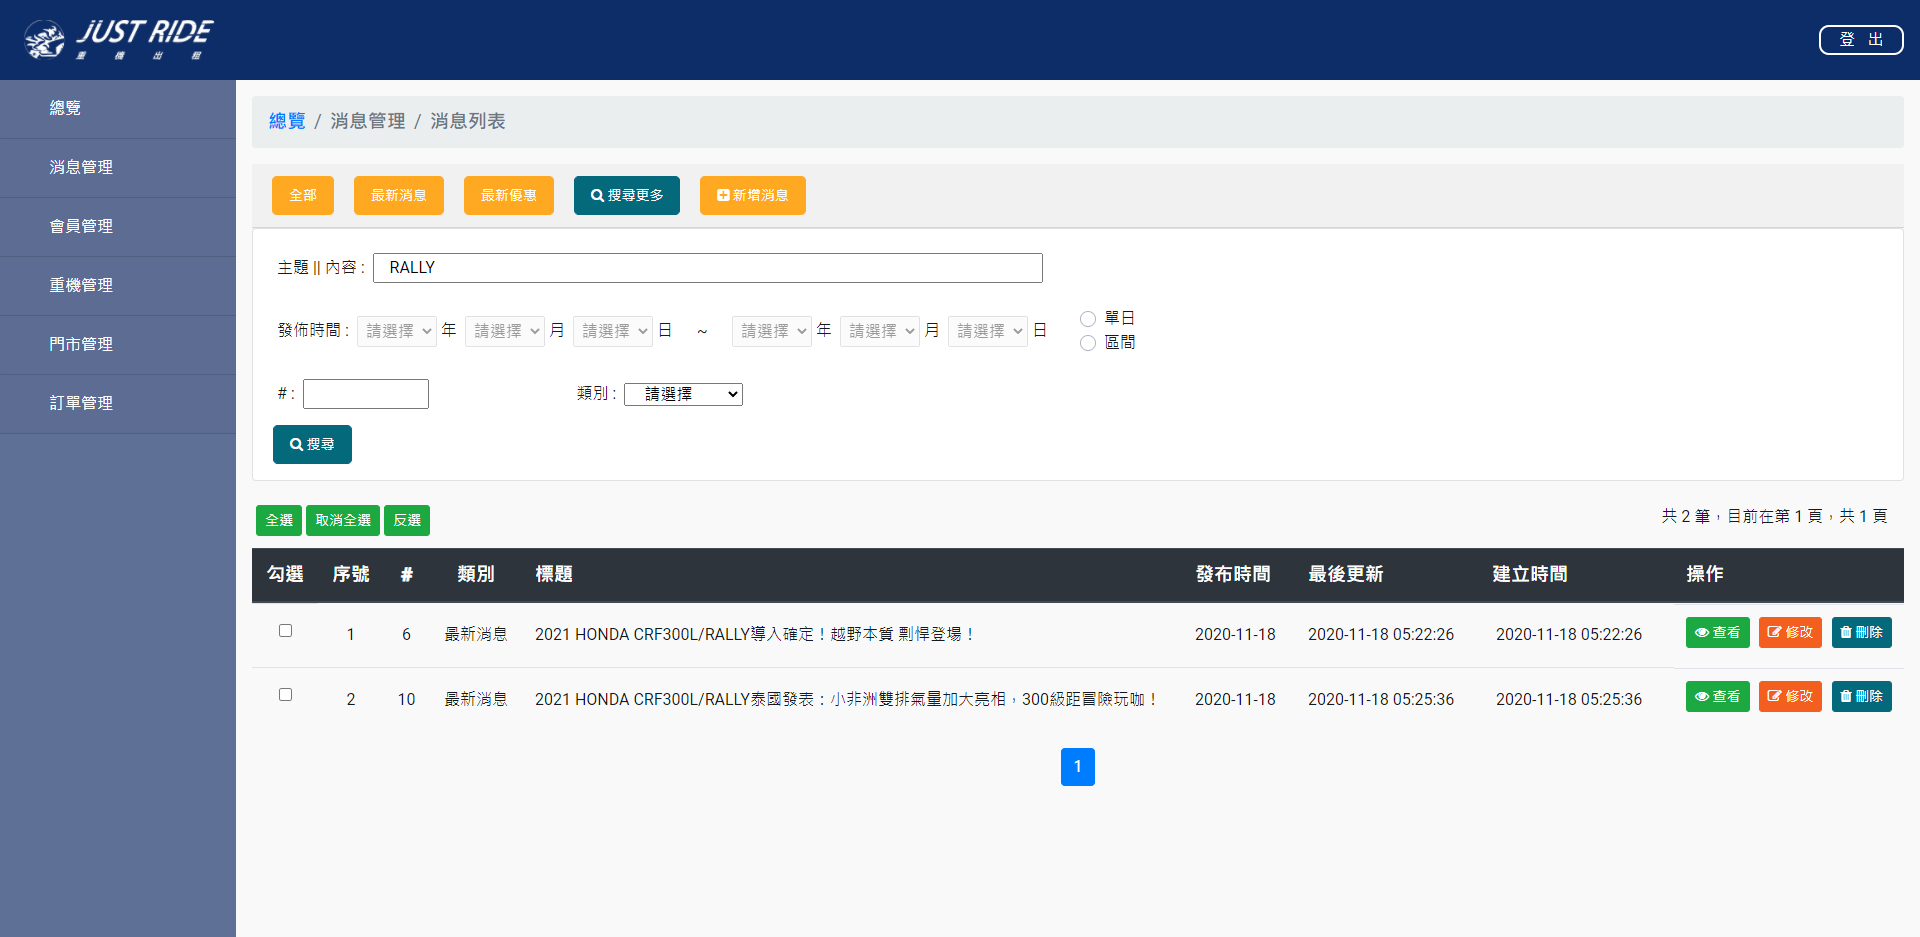 JUST RIDE
重機出租
登 出
總覽
消息管理
會員管理
重機管理
門市管理
訂單管理
總覽 / 消息管理 / 消息列表
全部 最新消息 最新優惠 搜尋更多 新增消息
主題 || 內容 : RALLY
發佈時間 : 請選擇 年 請選擇 月 請選擇 日 ~ 請選擇 年 請選擇 月 請選擇 日
單日
區間
# : 類別 : 請選擇
搜尋
全選 取消全選 反選
共 2 筆，目前在第 1 頁，共 1 頁
勾選 序號 # 類別 標題 發布時間 最後更新 建立時間 操作
1 6 最新消息 2021 HONDA CRF300L/RALLY導入確定！越野本質 剽悍登場！ 2020-11-18 2020-11-18 05:22:26 2020-11-18 05:22:26 查看 修改 刪除
2 10 最新消息 2021 HONDA CRF300L/RALLY泰國發表：小非洲雙排氣量加大亮相，300級距冒險玩咖！ 2020-11-18 2020-11-18 05:25:36 2020-11-18 05:25:36 查看 修改 刪除
1